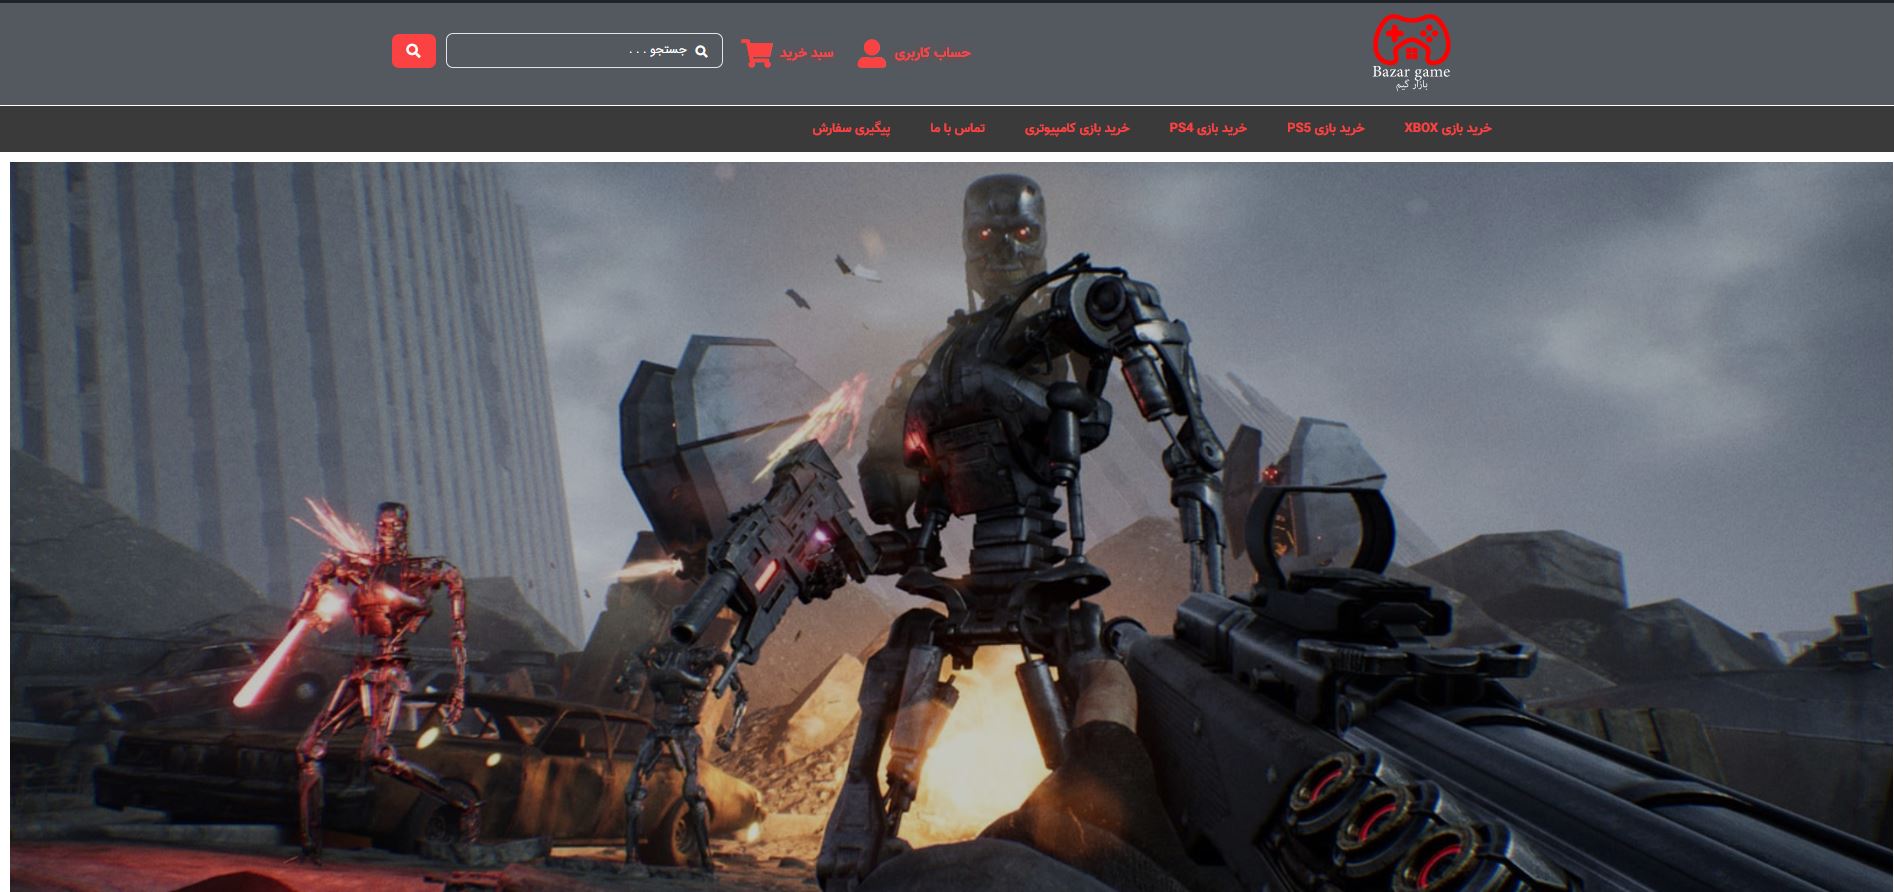 Bazar game
بازار گیم
حساب کاربری
سبد خرید
جستجو . . .
خرید بازی XBOX
خرید بازی PS5
خرید بازی PS4
خرید بازی کامپیوتری
تماس با ما
پیگیری سفارش